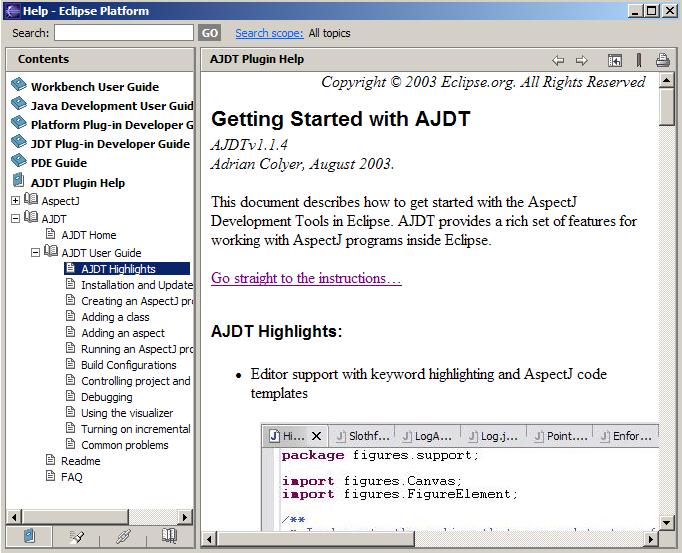 Help - Eclipse Platform
Search:
GO
Search scope: All topics
Contents
Workbench User Guide
Java Development User Guid
Platform Plug-in Developer G
JDT Plug-in Developer Guide
PDE Guide
AJDT Plugin Help
AspectJ
AJDT
AJDT Home
AJDT User Guide
AJDT Highlights
Installation and Update
Creating an AspectJ pro
Adding a class
Adding an aspect
Running an AspectJ pro
Build Configurations
Controlling project and
Debugging
Using the visualizer
Turning on incremental
Common problems
Readme
FAQ
AJDT Plugin Help
Copyright © 2003 Eclipse.org. All Rights Reserved
Getting Started with AJDT
AJDTv1.1.4
Adrian Colyer, August 2003.
This document describes how to get started with the AspectJ
Development Tools in Eclipse. AJDT provides a rich set of features for
working with AspectJ programs inside Eclipse.
Go straight to the instructions…
AJDT Highlights:
• Editor support with keyword highlighting and AspectJ code
templates
Hi... Slothf... LogA... Log.j... Point.... Enfor...
package figures.support;
import figures.Canvas;
import figures.FigureElement;
/**